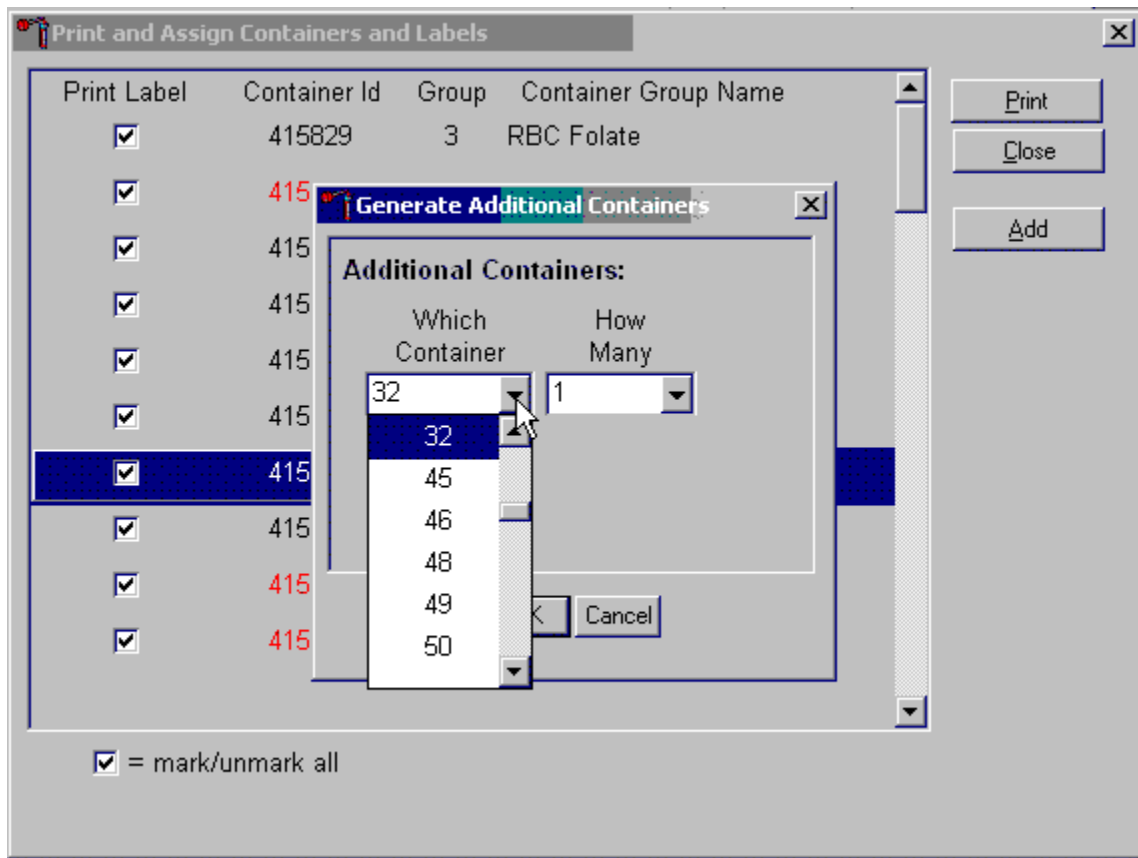 Print and Assign Containers and Labels
Print Label Container Id Group Container Group Name
415829 3 RBC Folate
415
415
415
415
415
415
415
415
415
= mark/unmark all
Print
Close
Add
Generate Additional Containers
Additional Containers:
Which Container
How Many
32 1
32
45
46
48
49
50
Cancel